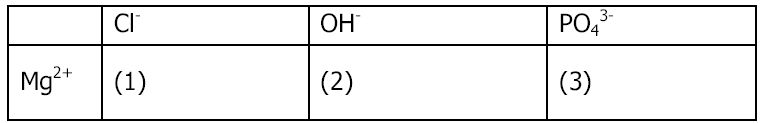 Cl⁻ OH⁻ PO₄³⁻
Mg²⁺ (1) (2) (3)